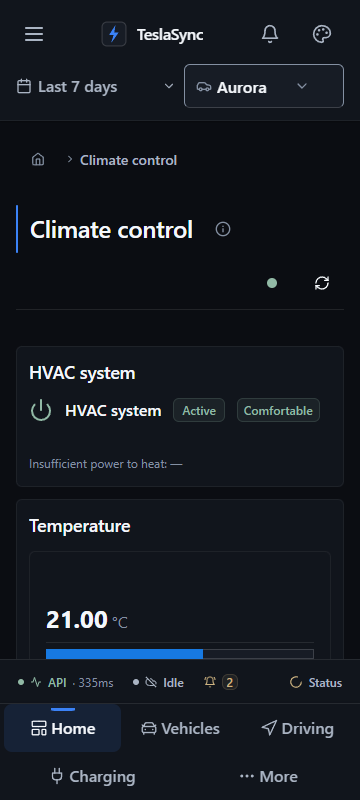 TeslaSync
Last 7 days
Aurora
Climate control
Climate control
HVAC system
HVAC system
Active
Comfortable
Insufficient power to heat: —
Temperature
21.00 °C
API · 335ms
Idle
2
Status
Home
Vehicles
Driving
Charging
More